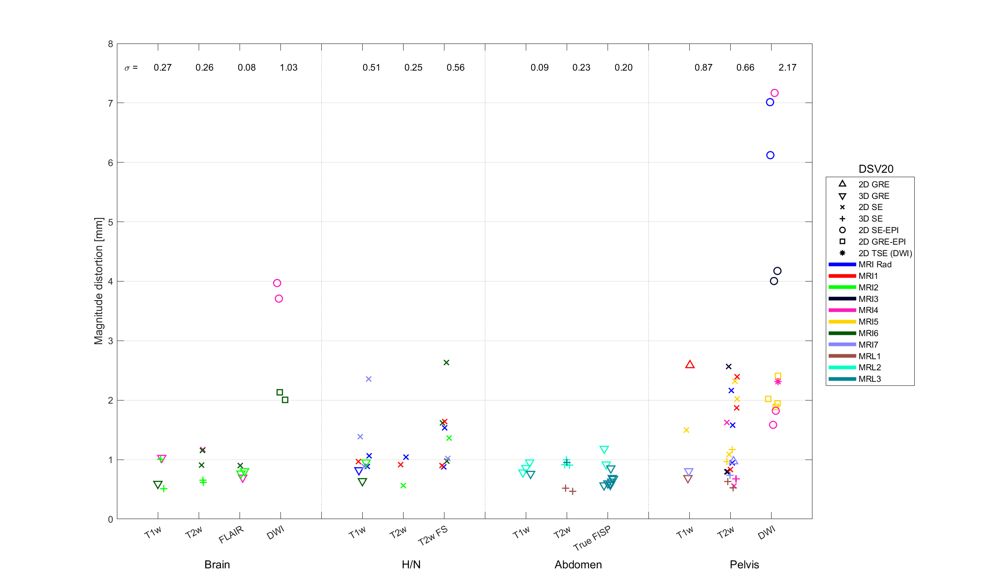 8
σ = 0.27 0.26 0.08 1.03 0.51 0.25 0.56 0.09 0.23 0.20 0.87 0.66 2.17
7
6
5
4
3
2
1
0
Magnitude distortion [mm]
T1w T2w FLAIR DWI T1w T2w T2w FS T1w T2w True FISP T1w T2w DWI
Brain H/N Abdomen Pelvis
DSV20
2D GRE
3D GRE
2D SE
3D SE
2D SE-EPI
2D GRE-EPI
2D TSE (DWI)
MRI Rad
MRI1
MRI2
MRI3
MRI4
MRI5
MRI6
MRI7
MRL1
MRL2
MRL3